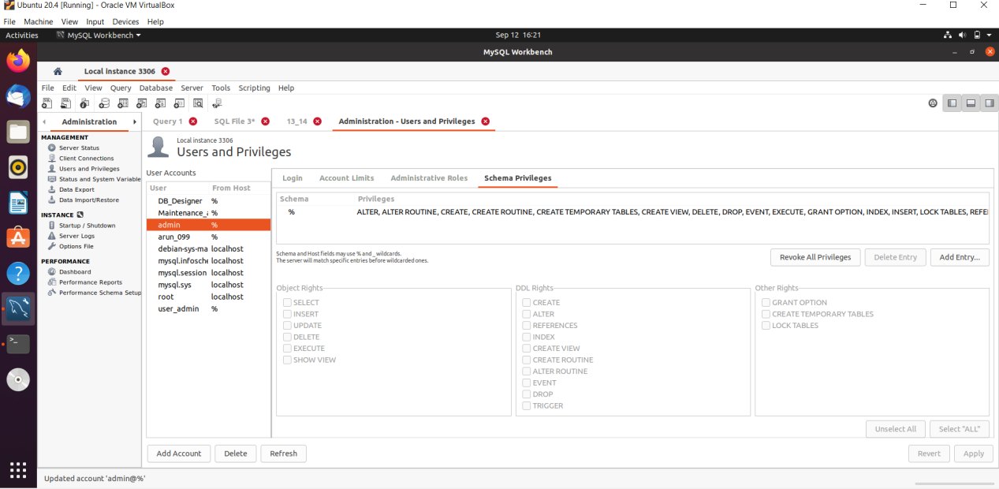 Ubuntu 20.4 [Running] - Oracle VM VirtualBox
File Machine View Input Devices Help
Activities MySQL Workbench Sep 12 16:21
MySQL Workbench
Local instance 3306
File Edit View Query Database Server Tools Scripting Help
Administration
Query 1 SQL File 3* 13_14 Administration - Users and Privileges
MANAGEMENT
Server Status
Client Connections
Users and Privileges
Status and System Variable
Data Export
Data Import/Restore
INSTANCE
Startup / Shutdown
Server Logs
Options File
PERFORMANCE
Dashboard
Performance Reports
Performance Schema Setup
Local instance 3306
Users and Privileges
User Accounts
User From Host
DB_Designer %
Maintenance_ %
admin %
arun_099 %
debian-sys-ma localhost
mysql.infosche localhost
mysql.session localhost
mysql.sys localhost
root localhost
user_admin %
Login Account Limits Administrative Roles Schema Privileges
Schema Privileges
% ALTER, ALTER ROUTINE, CREATE, CREATE ROUTINE, CREATE TEMPORARY TABLES, CREATE VIEW, DELETE, DROP, EVENT, EXECUTE, GRANT OPTION, INDEX, INSERT, LOCK TABLES, REFE
Schema and Host fields may use % and _ wildcards.
The server will match specific entries before wildcarded ones.
Revoke All Privileges Delete Entry Add Entry...
Object Rights
SELECT
INSERT
UPDATE
DELETE
EXECUTE
SHOW VIEW
DDL Rights
CREATE
ALTER
REFERENCES
INDEX
CREATE VIEW
CREATE ROUTINE
ALTER ROUTINE
EVENT
DROP
TRIGGER
Other Rights
GRANT OPTION
CREATE TEMPORARY TABLES
LOCK TABLES
Unselect All Select "ALL"
Add Account Delete Refresh Revert Apply
Updated account 'admin@%'